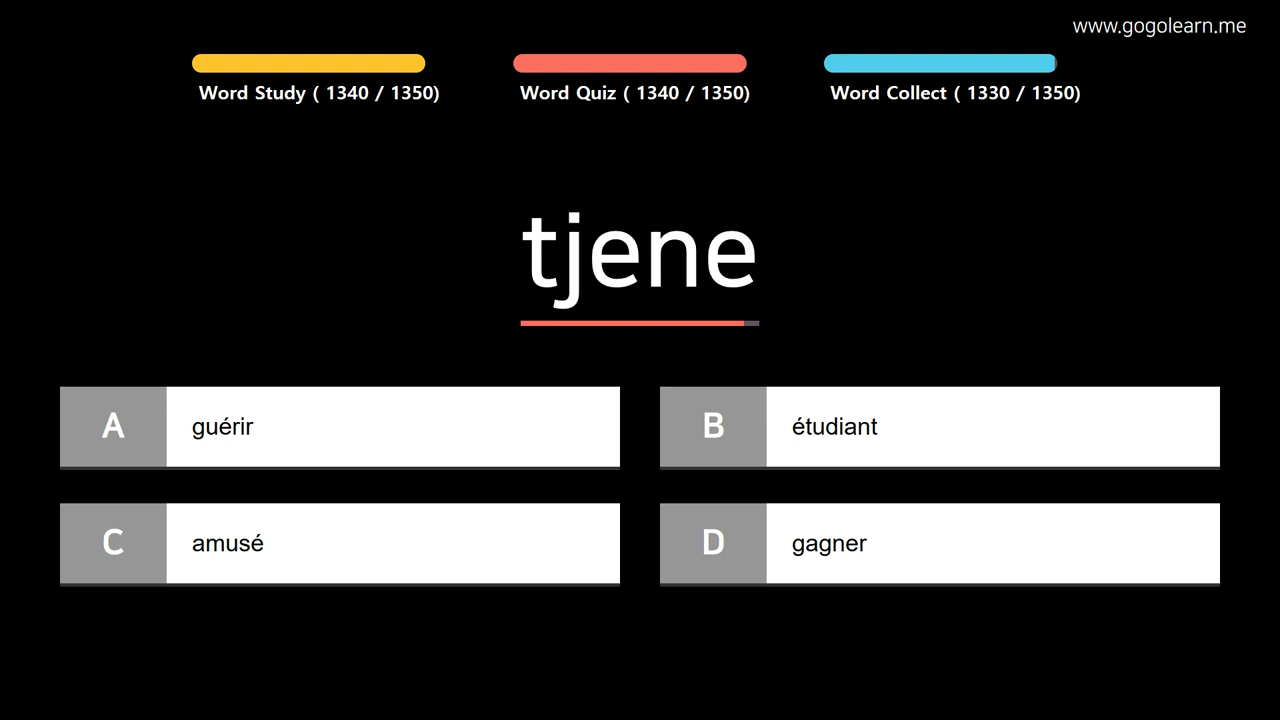 www.gogolearn.me
Word Study ( 1340 / 1350)
Word Quiz ( 1340 / 1350)
Word Collect ( 1330 / 1350)
tjene
A guérir
B étudiant
C amusé
D gagner